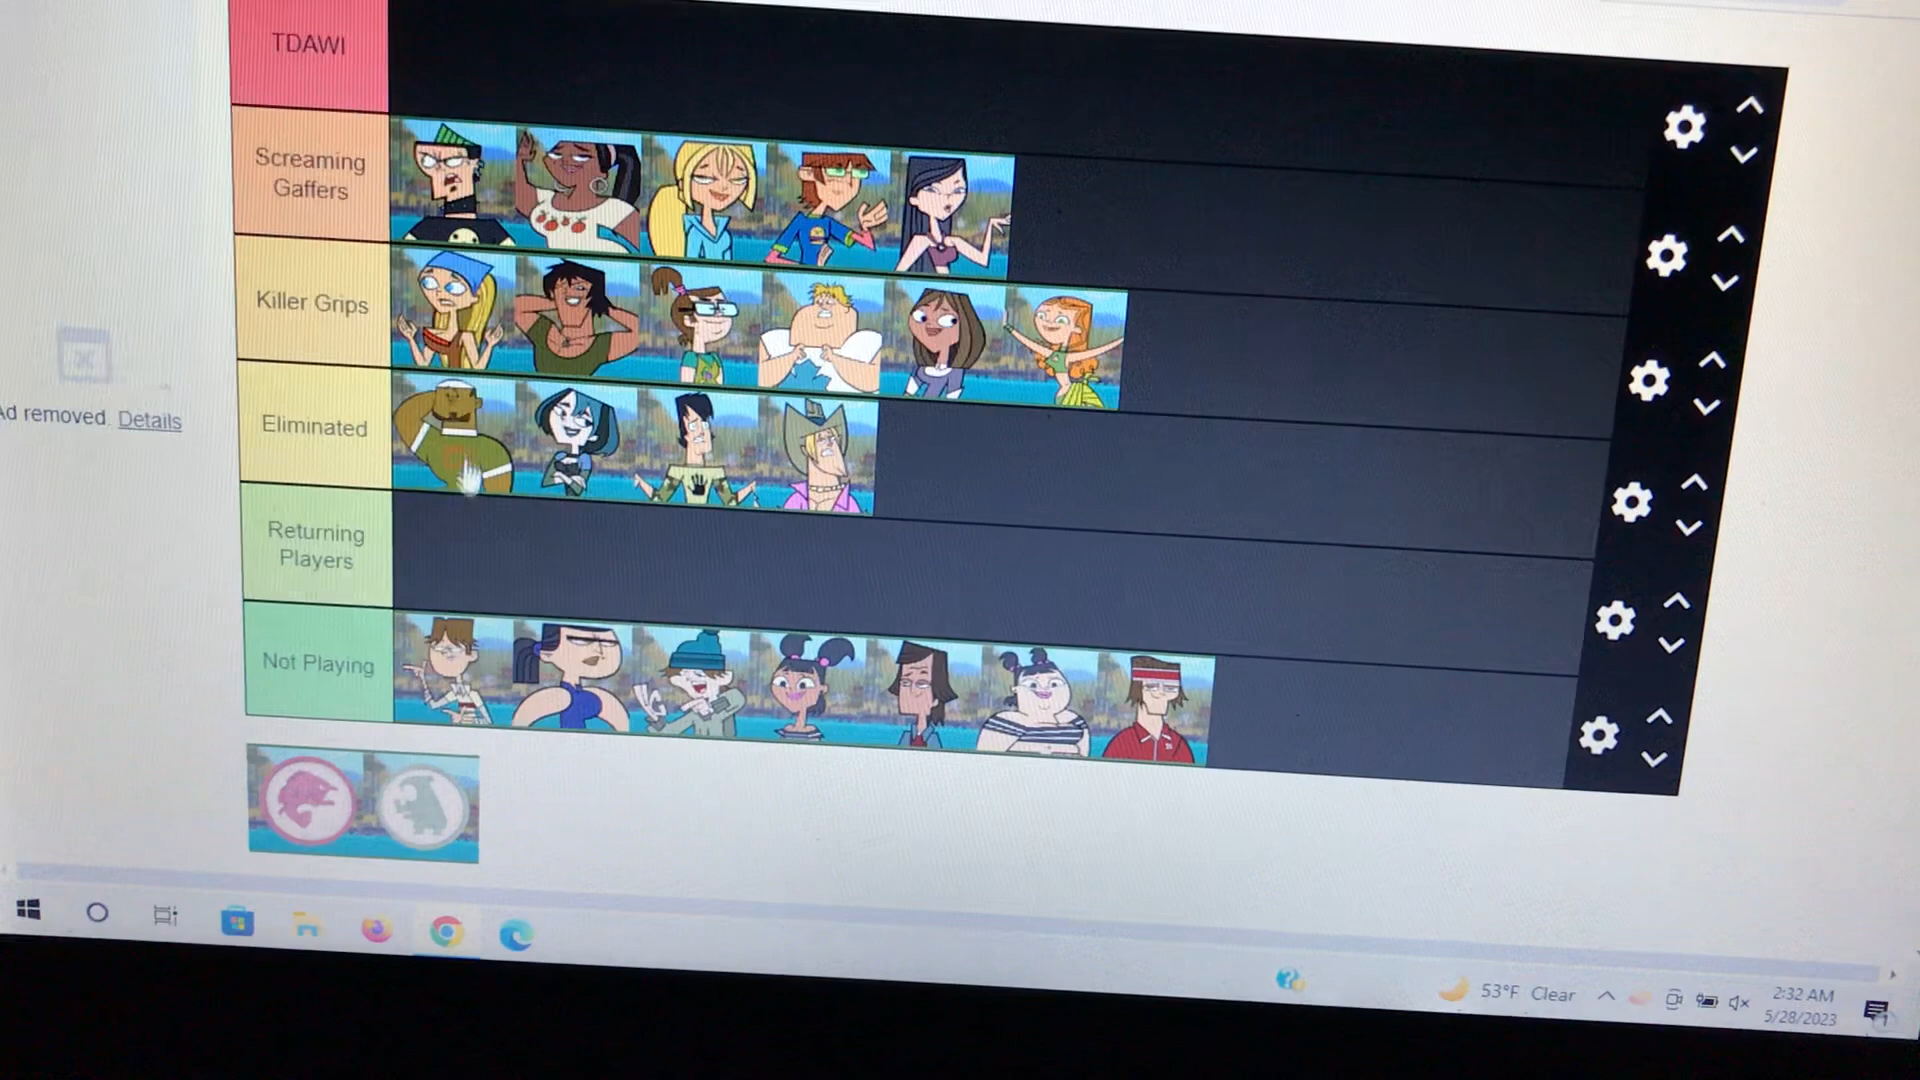 TDAWI
Screaming
Gaffers
Killer Grips
Eliminated
Returning
Players
Not Playing
Ad removed. Details
53°F Clear
2:32 AM
5/28/2023
1